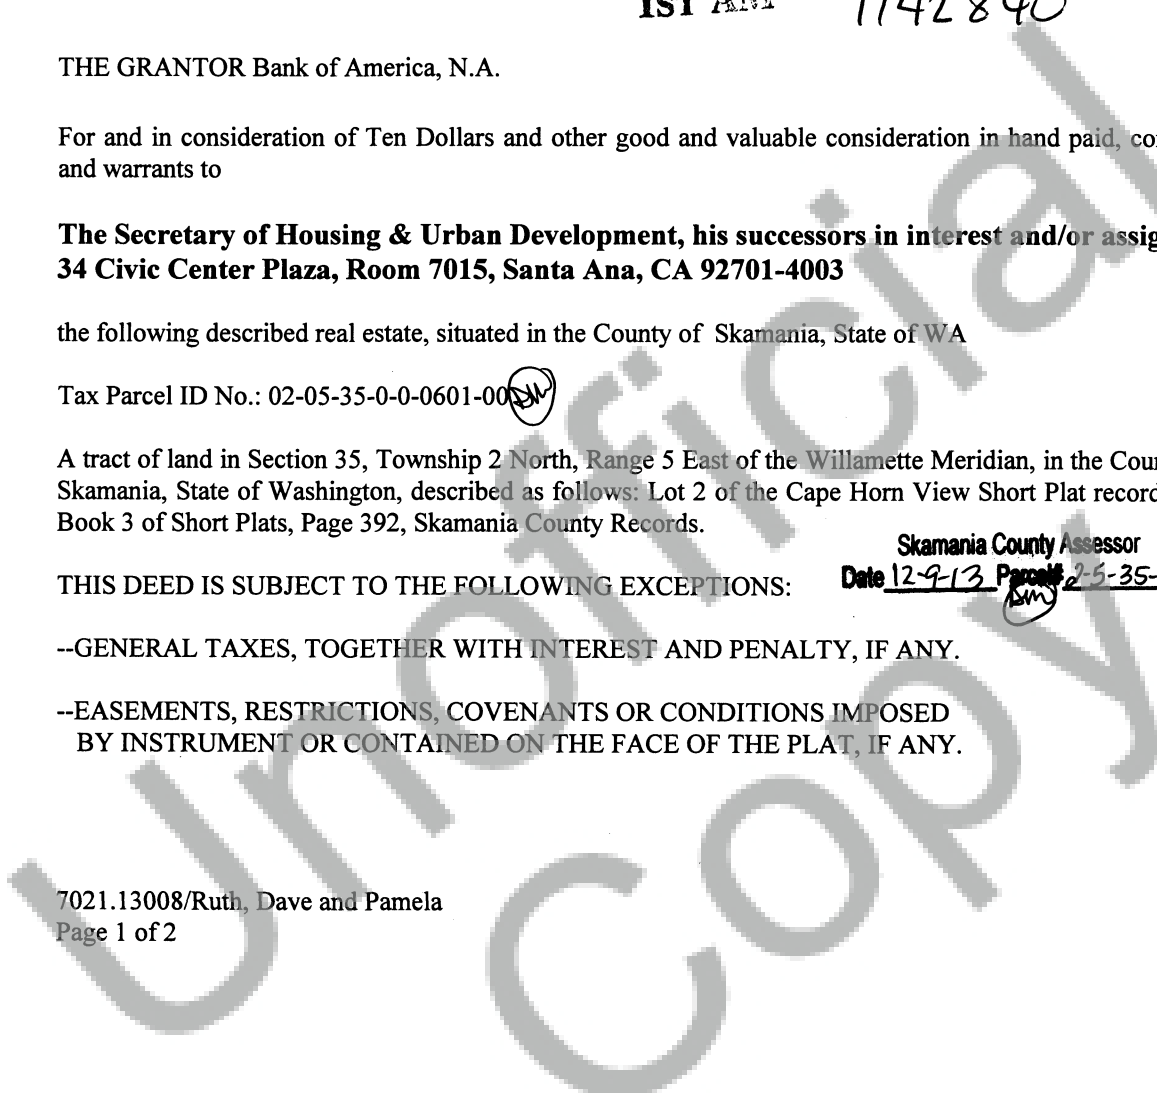 1ST AM 1142840
THE GRANTOR Bank of America, N.A.
For and in consideration of Ten Dollars and other good and valuable consideration in hand paid, co
and warrants to
The Secretary of Housing & Urban Development, his successors in interest and/or assig
34 Civic Center Plaza, Room 7015, Santa Ana, CA 92701-4003
the following described real estate, situated in the County of Skamania, State of WA
Tax Parcel ID No.: 02-05-35-0-0-0601-00
A tract of land in Section 35, Township 2 North, Range 5 East of the Willamette Meridian, in the Cou
Skamania, State of Washington, described as follows: Lot 2 of the Cape Horn View Short Plat record
Book 3 of Short Plats, Page 392, Skamania County Records.
Skamania County Assessor
Date 12-9-13 Parcel# 2-5-35-
THIS DEED IS SUBJECT TO THE FOLLOWING EXCEPTIONS:
--GENERAL TAXES, TOGETHER WITH INTEREST AND PENALTY, IF ANY.
--EASEMENTS, RESTRICTIONS, COVENANTS OR CONDITIONS IMPOSED
BY INSTRUMENT OR CONTAINED ON THE FACE OF THE PLAT, IF ANY.
7021.13008/Ruth, Dave and Pamela
Page 1 of 2
Unofficial
Copy